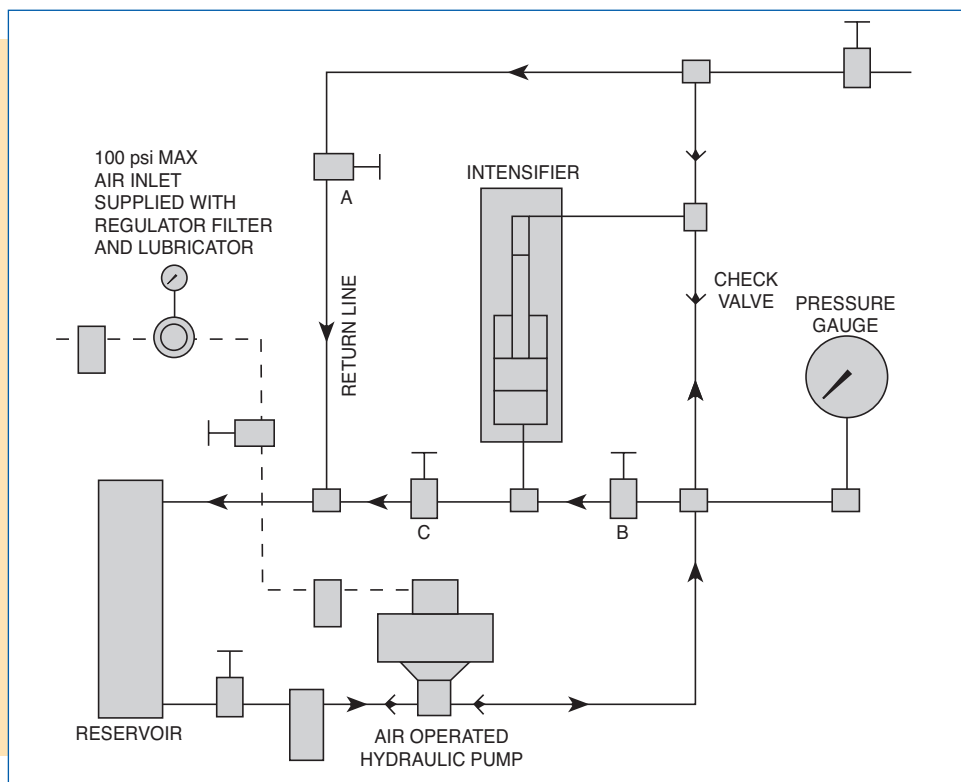 100 psi MAX
AIR INLET
SUPPLIED WITH
REGULATOR FILTER
AND LUBRICATOR
A
INTENSIFIER
RETURN LINE
CHECK
VALVE
PRESSURE
GAUGE
C
B
RESERVOIR
AIR OPERATED
HYDRAULIC PUMP